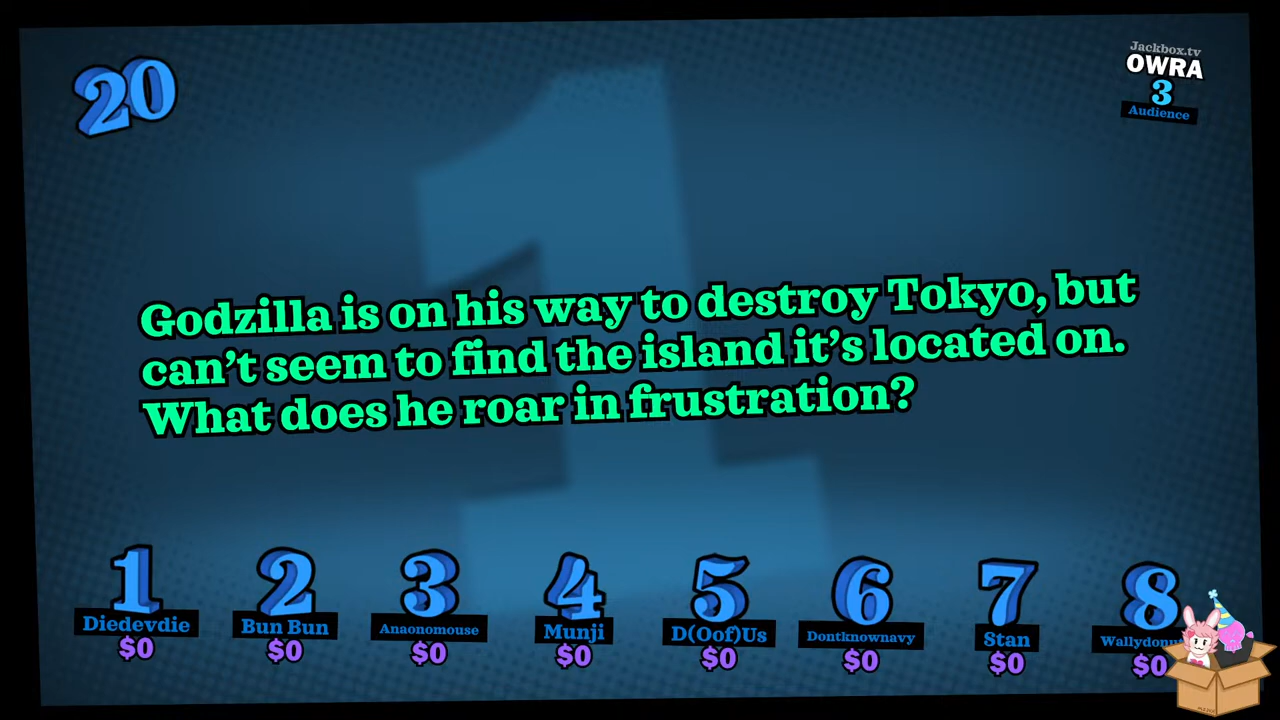 20
Jackbox.tv
OWRA
3
Audience
Godzilla is on his way to destroy Tokyo, but
can't seem to find the island it's located on.
What does he roar in frustration?
1 2 3 4 5 6 7 8
Diedevdie Bun Bun Anaonomouse Munji D(Oof)Us Dontknownavy Stan
$0 $0 $0 $0 $0 $0 $0 $0